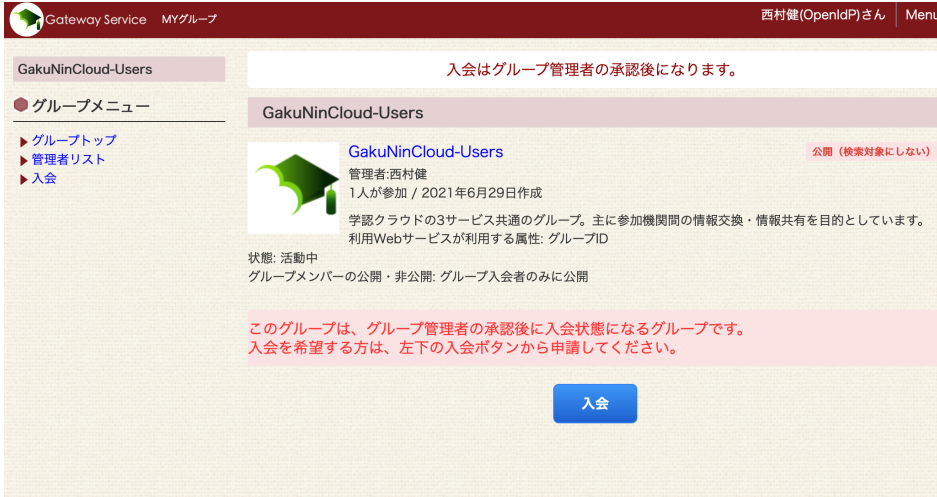 Gateway Service MYグループ 西村健(OpenIdP)さん Menu
GakuNinCloud-Users
グループメニュー
グループトップ
管理者リスト
入会
入会はグループ管理者の承認後になります。
GakuNinCloud-Users
GakuNinCloud-Users
公開（検索対象にしない）
管理者:西村健
1人が参加 / 2021年6月29日作成
学認クラウドの3サービス共通のグループ。主に参加機関間の情報交換・情報共有を目的としています。
利用Webサービスが利用する属性: グループID
状態: 活動中
グループメンバーの公開・非公開: グループ入会者のみに公開
このグループは、グループ管理者の承認後に入会状態になるグループです。
入会を希望する方は、左下の入会ボタンから申請してください。
入会